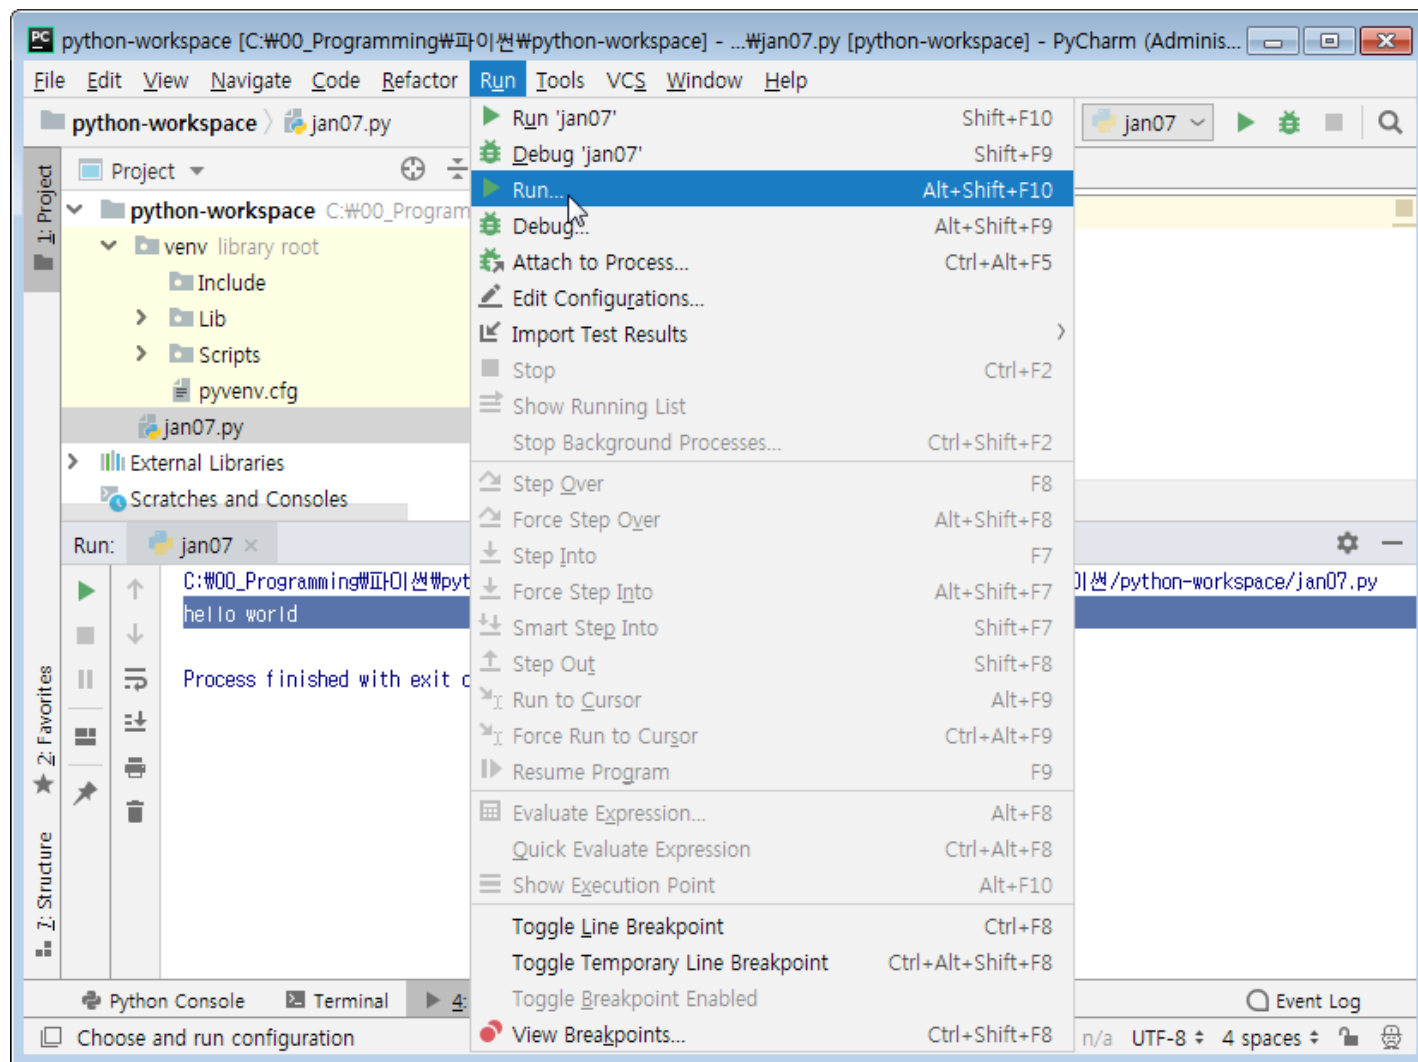 PC python-workspace [C:₩00_Programming₩파이썬₩python-workspace] - ...₩jan07.py [python-workspace] - PyCharm (Adminis...
File Edit View Navigate Code Refactor Run Tools VCS Window Help
python-workspace jan07.py
jan07
Project
1: Project
python-workspace C:₩00_Program
venv library root
Include
Lib
Scripts
pyvenv.cfg
jan07.py
External Libraries
Scratches and Consoles
Run 'jan07' Shift+F10
Debug 'jan07' Shift+F9
Run... Alt+Shift+F10
Debug... Alt+Shift+F9
Attach to Process... Ctrl+Alt+F5
Edit Configurations...
Import Test Results
Stop Ctrl+F2
Show Running List
Stop Background Processes... Ctrl+Shift+F2
Step Over F8
Force Step Over Alt+Shift+F8
Step Into F7
Force Step Into Alt+Shift+F7
Smart Step Into Shift+F7
Step Out Shift+F8
Run to Cursor Alt+F9
Force Run to Cursor Ctrl+Alt+F9
Resume Program F9
Evaluate Expression... Alt+F8
Quick Evaluate Expression Ctrl+Alt+F8
Show Execution Point Alt+F10
Toggle Line Breakpoint Ctrl+F8
Toggle Temporary Line Breakpoint Ctrl+Alt+Shift+F8
Toggle Breakpoint Enabled
View Breakpoints... Ctrl+Shift+F8
Run: jan07
C:₩00_Programming₩파이썬₩pyt
이썬/python-workspace/jan07.py
hello world
Process finished with exit c
2: Favorites
7: Structure
Python Console Terminal 4: Event Log
Choose and run configuration n/a UTF-8 4 spaces